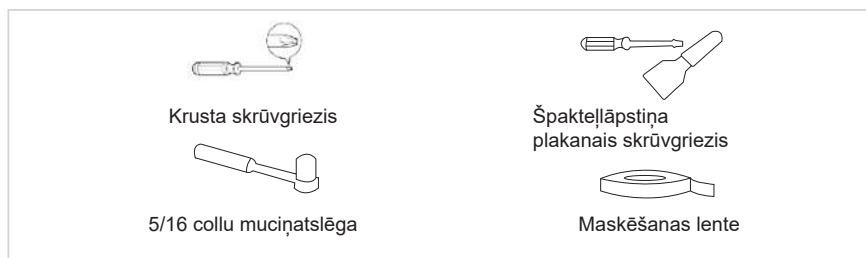 Krusta skrūvgriezis
Špakteļlāpstiņa
plakanais skrūvgriezis
5/16 collu muciņatslēga
Maskēšanas lente